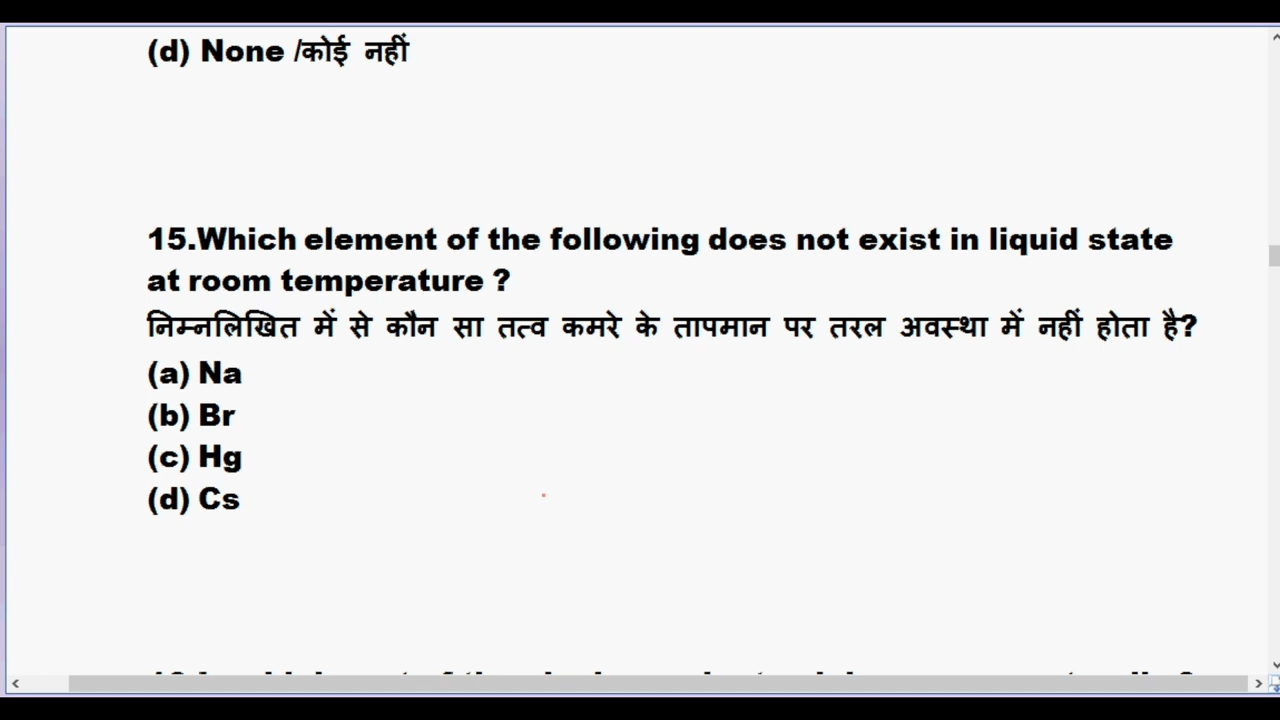 (d) None /कोई नहीं
15.Which element of the following does not exist in liquid state
at room temperature ?
निम्नलिखित में से कौन सा तत्व कमरे के तापमान पर तरल अवस्था में नहीं होता है?
(a) Na
(b) Br
(c) Hg
(d) Cs